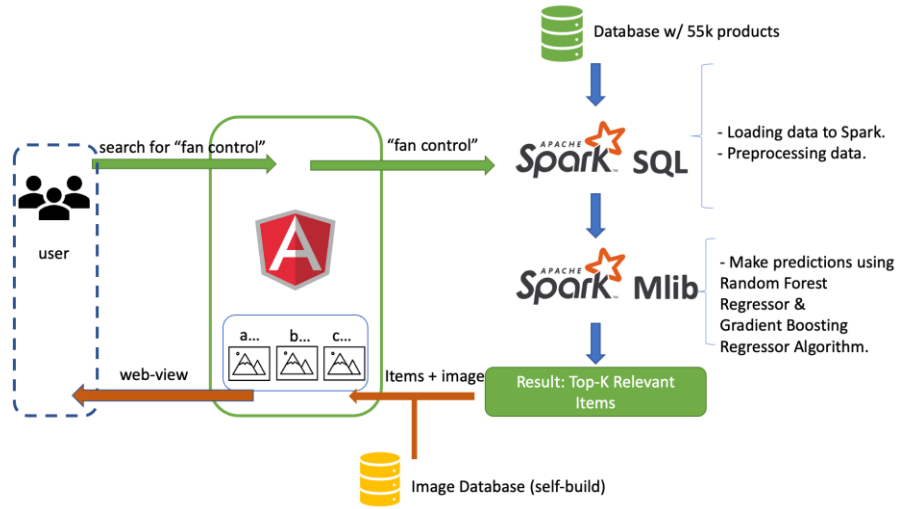 Database w/ 55k products
search for “fan control”
“fan control”
APACHE
Spark SQL
TM
- Loading data to Spark.
- Preprocessing data.
user
A
APACHE
Spark Mlib
TM
- Make predictions using
Random Forest
Regressor &
Gradient Boosting
Regressor Algorithm.
a...
b...
c...
web-view
Items + image
Result: Top-K Relevant
Items
Image Database (self-build)